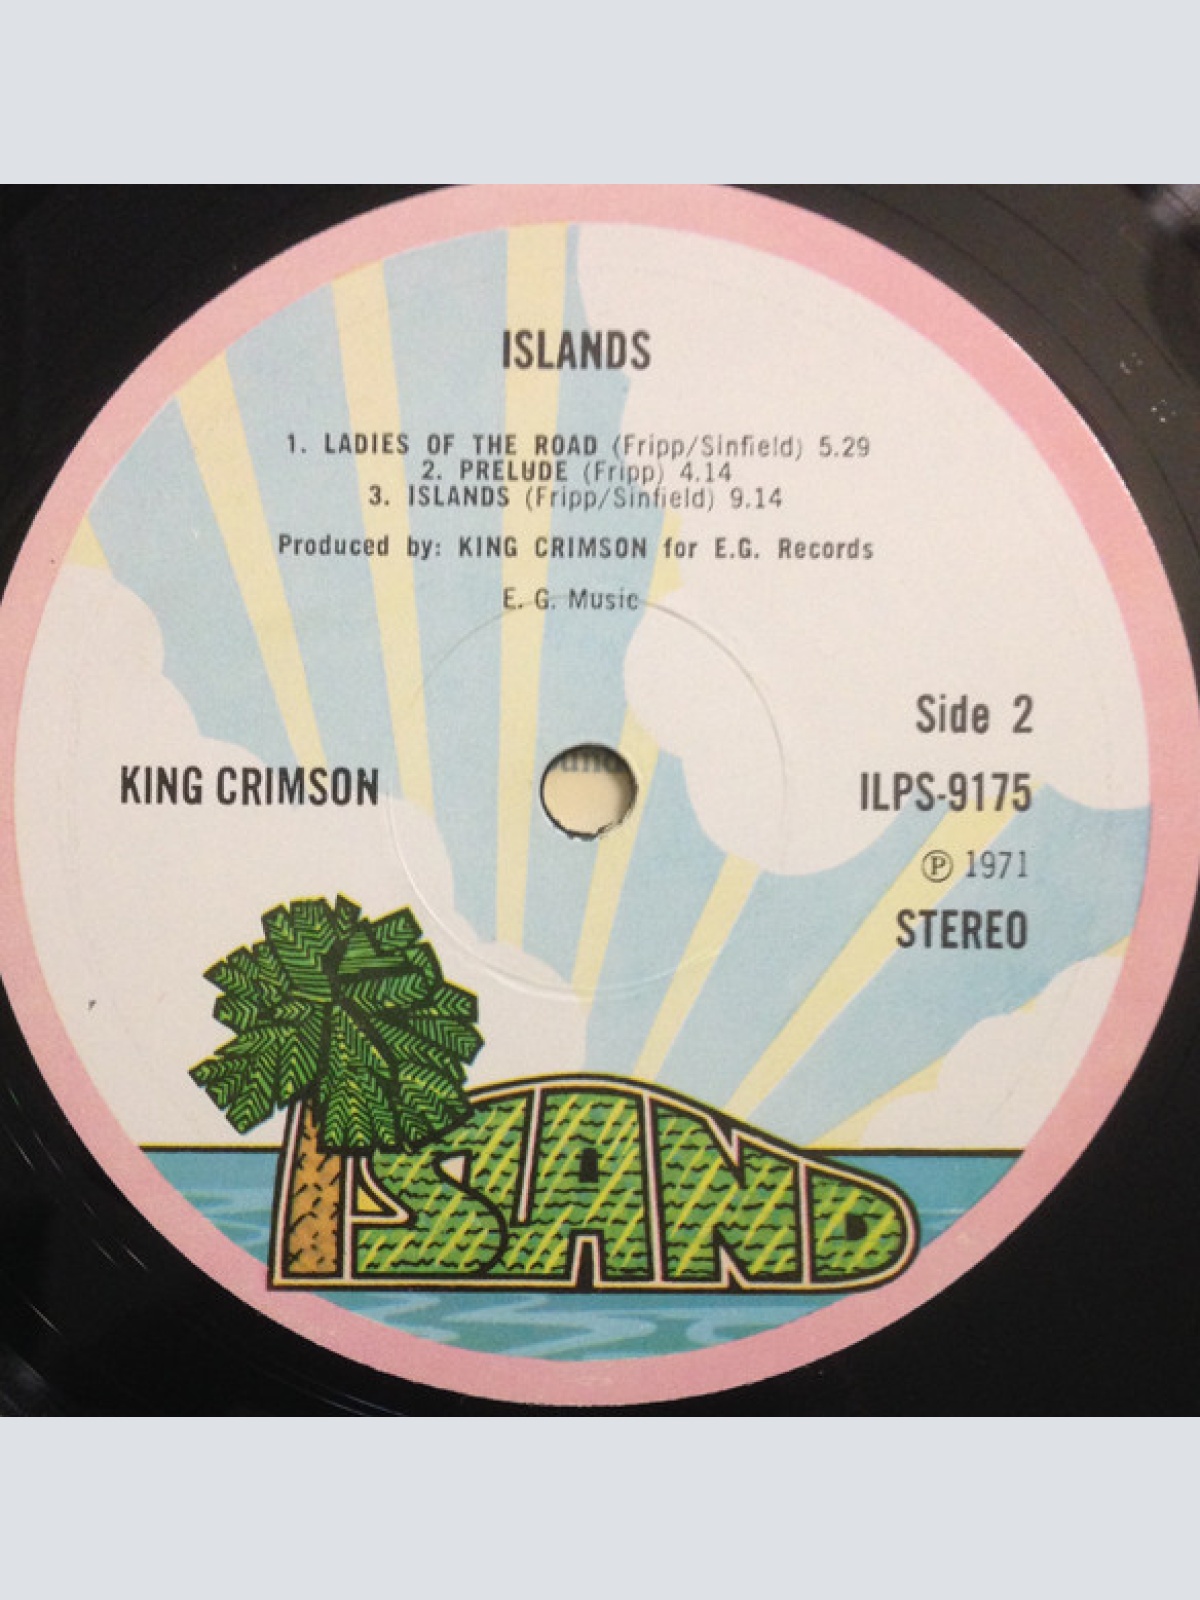 ISLANDS
1. LADIES OF THE ROAD (Fripp/Sinfield) 5.29
2. PRELUDE (Fripp) 4.14
3. ISLANDS (Fripp/Sinfield) 9.14
Produced by: KING CRIMSON for E.G. Records
E. G. Music
Side 2
KING CRIMSON
ILPS-9175
Ⓟ 1971
STEREO
ISLAND